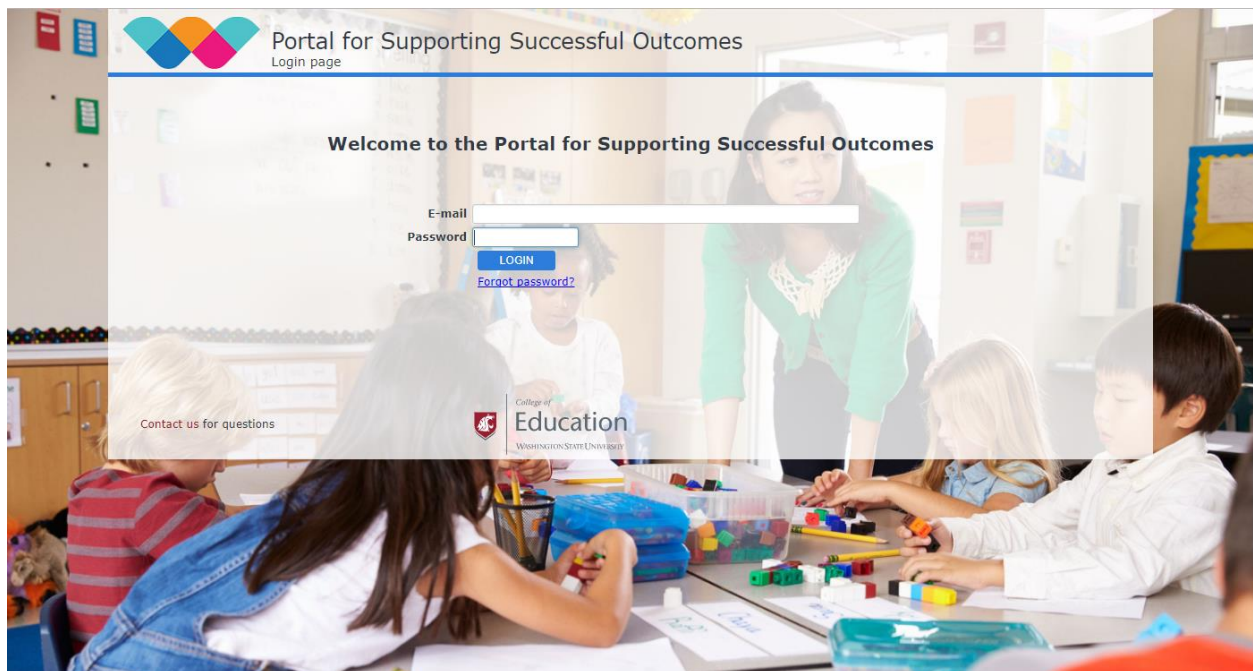 Portal for Supporting Successful Outcomes
Login page
Welcome to the Portal for Supporting Successful Outcomes
E-mail
Password
LOGIN
Forgot password?
Contact us for questions
College of
Education
WASHINGTON STATE UNIVERSITY